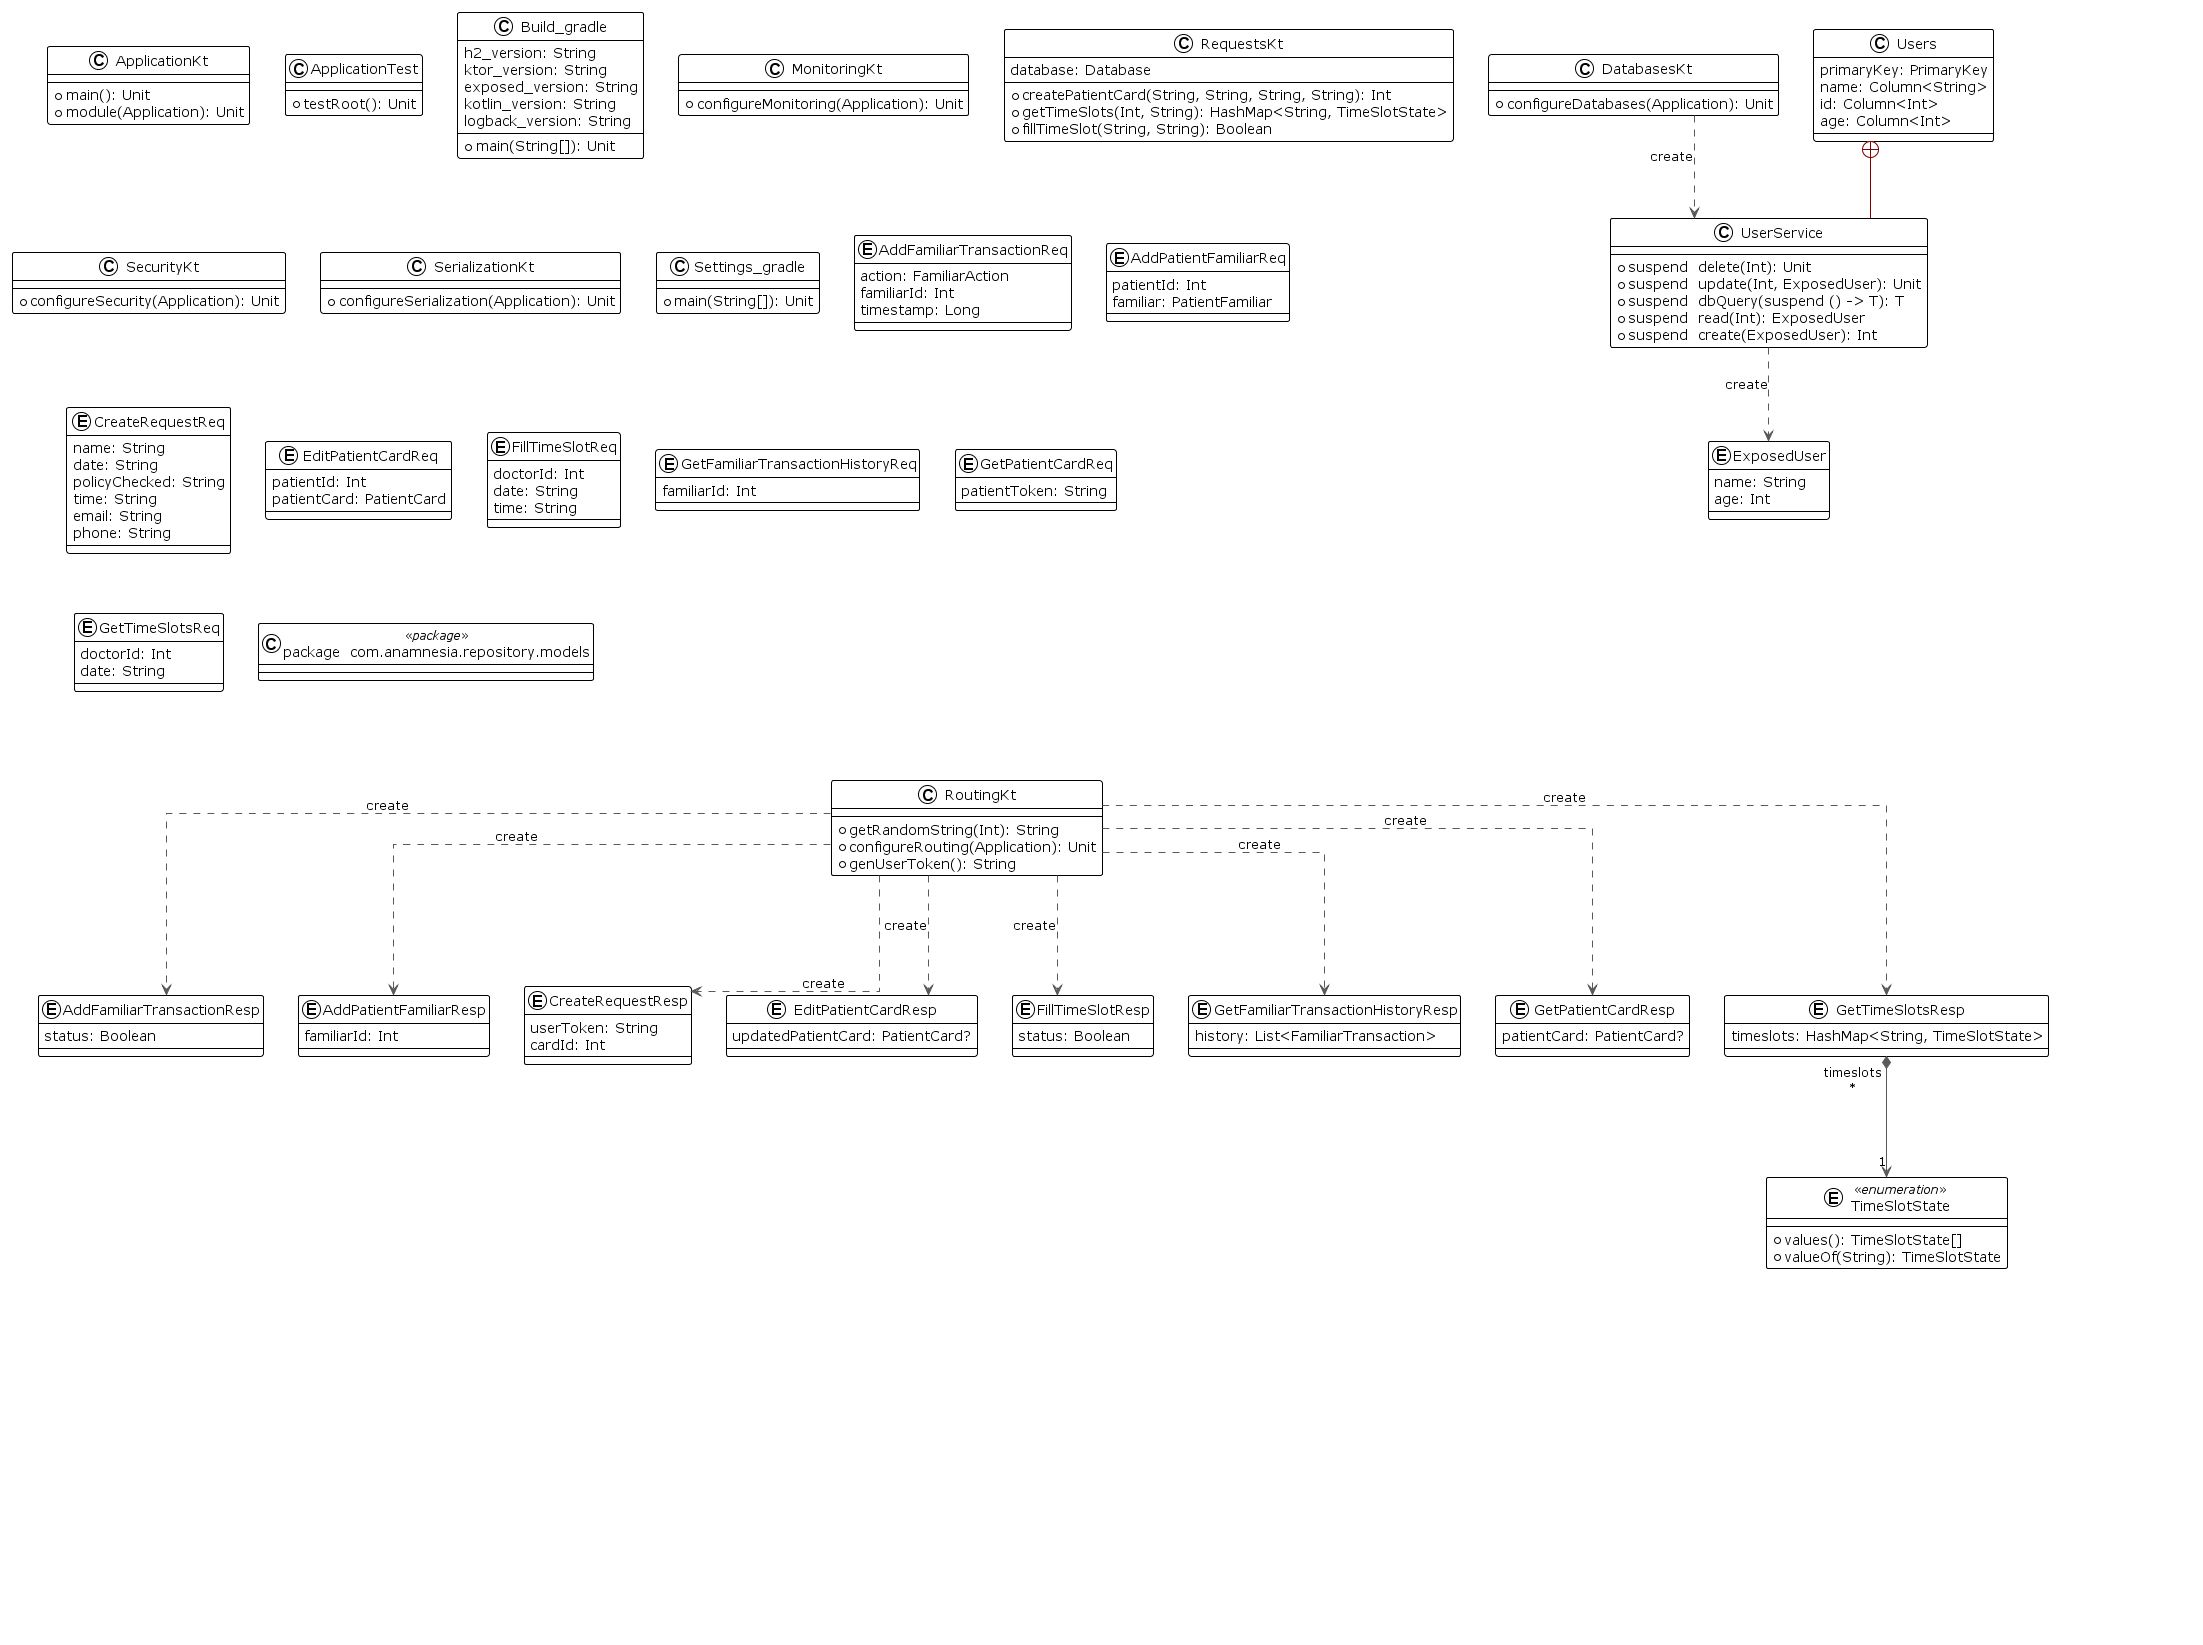 C ApplicationKt
main(): Unit
module(Application): Unit
C ApplicationTest
testRoot(): Unit
C Build_gradle
h2_version: String
ktor_version: String
exposed_version: String
kotlin_version: String
logback_version: String
main(String[]): Unit
C MonitoringKt
configureMonitoring(Application): Unit
C RequestsKt
database: Database
createPatientCard(String, String, String, String): Int
getTimeSlots(Int, String): HashMap<String, TimeSlotState>
fillTimeSlot(String, String): Boolean
C DatabasesKt
configureDatabases(Application): Unit
C Users
primaryKey: PrimaryKey
name: Column<String>
id: Column<Int>
age: Column<Int>
create
C SecurityKt
configureSecurity(Application): Unit
C SerializationKt
configureSerialization(Application): Unit
C Settings_gradle
main(String[]): Unit
E AddFamiliarTransactionReq
action: FamiliarAction
familiarId: Int
timestamp: Long
E AddPatientFamiliarReq
patientId: Int
familiar: PatientFamiliar
C UserService
suspend delete(Int): Unit
suspend update(Int, ExposedUser): Unit
suspend dbQuery(suspend () -> T): T
suspend read(Int): ExposedUser
suspend create(ExposedUser): Int
create
E CreateRequestReq
name: String
date: String
policyChecked: String
time: String
email: String
phone: String
E EditPatientCardReq
patientId: Int
patientCard: PatientCard
E FillTimeSlotReq
doctorId: Int
date: String
time: String
E GetFamiliarTransactionHistoryReq
familiarId: Int
E GetPatientCardReq
patientToken: String
E ExposedUser
name: String
age: Int
E GetTimeSlotsReq
doctorId: Int
date: String
C «package»
package com.anamnesia.repository.models
C RoutingKt
getRandomString(Int): String
configureRouting(Application): Unit
genUserToken(): String
create
create
create
create
create
create
create
create
E AddFamiliarTransactionResp
status: Boolean
E AddPatientFamiliarResp
familiarId: Int
E CreateRequestResp
userToken: String
cardId: Int
E EditPatientCardResp
updatedPatientCard: PatientCard?
E FillTimeSlotResp
status: Boolean
E GetFamiliarTransactionHistoryResp
history: List<FamiliarTransaction>
E GetPatientCardResp
patientCard: PatientCard?
E GetTimeSlotsResp
timeslots: HashMap<String, TimeSlotState>
timeslots
*
1
E «enumeration»
TimeSlotState
values(): TimeSlotState[]
valueOf(String): TimeSlotState